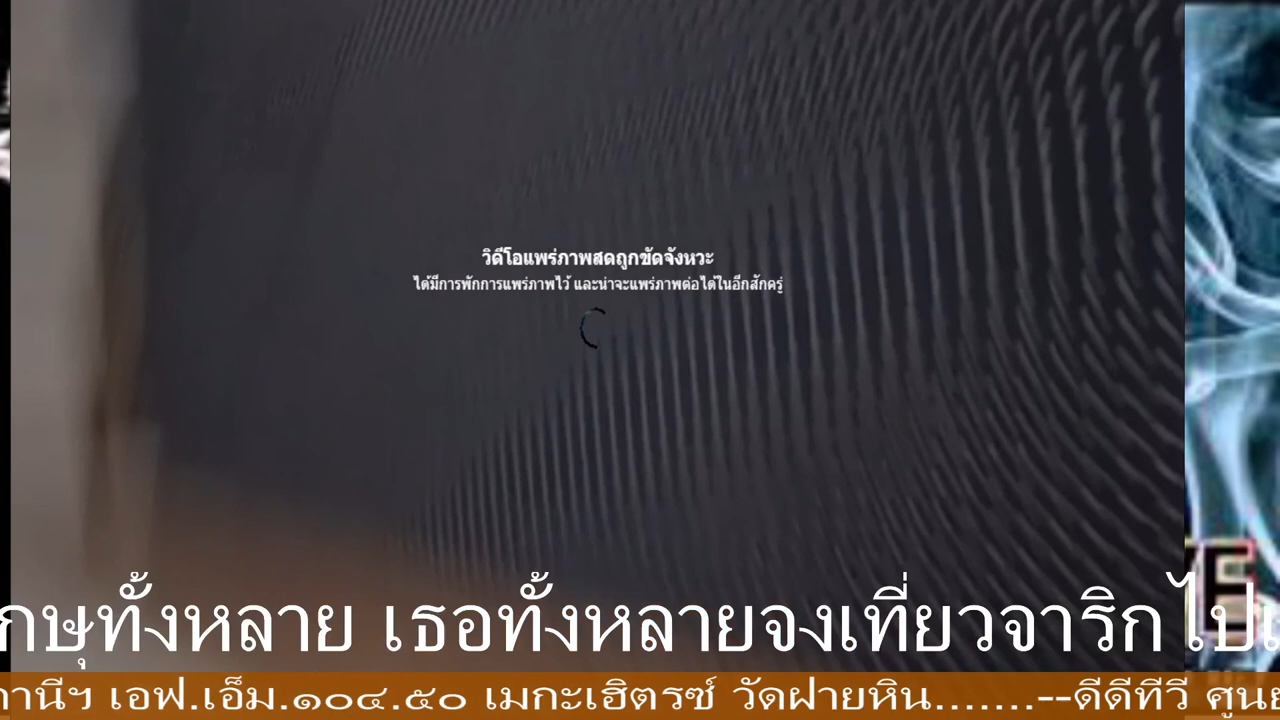 วิดีโอแพร่ภาพสดถูกขัดจังหวะ
ได้มีการพักการแพร่ภาพไว้ และน่าจะแพร่ภาพต่อได้ในอีกสักครู่
กษุทั้งหลาย เธอทั้งหลายจงเที่ยวจาริกไป
านีฯ เอฟ.เอ็ม.๑๐๔.๕๐ เมกะเฮิตรซ์ วัดฝายหิน.......--ดีดีทีวี ศูนย